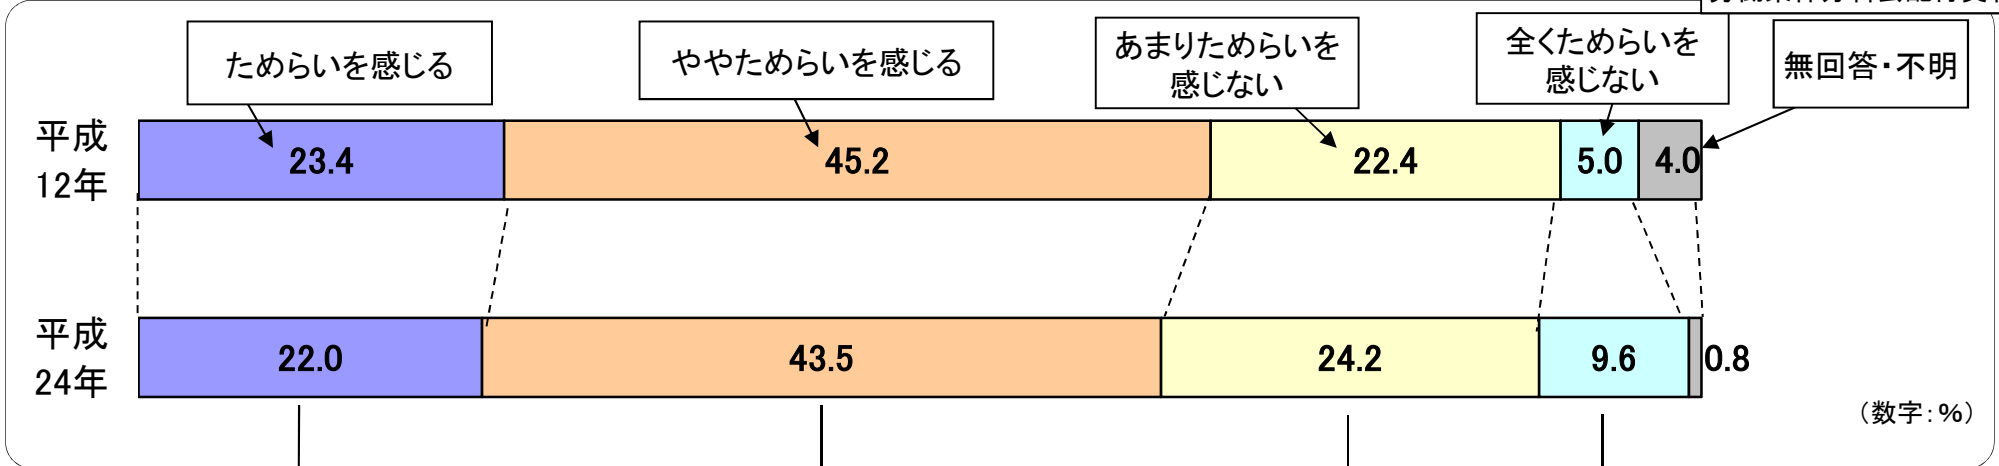 ためらいを感じる
ややためらいを感じる
あまりためらいを
感じない
全くためらいを
感じない
無回答・不明
平成
12年
23.4
45.2
22.4
5.0
4.0
平成
24年
22.0
43.5
24.2
9.6
0.8
（数字：％）